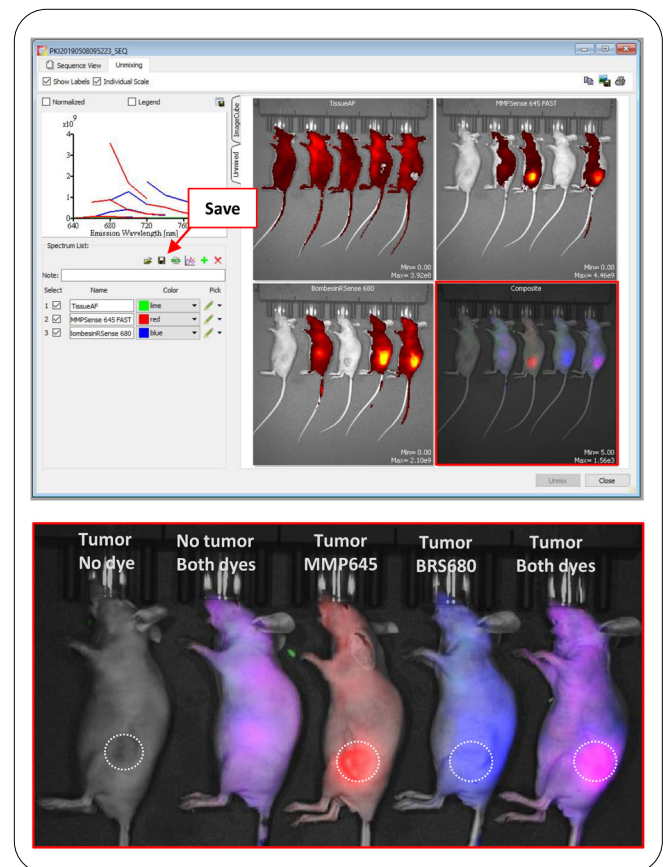 PKI20190508095223_SEQ
Sequence View Unmixing
Show Labels Individual Scale
Normalized Legend
x10^9
4
3
2
1
0
640 680 720 760
Emission Wavelength [nm]
Save
Spectrum List:
Note:
Select Name Color Pick
1 TissueAF lime
2 MMPSense 645 FAST red
3 BombesinRSense 680 blue
Unmixed ImageCube
TissueAF
Min= 0.00
Max= 3.92e8
MMPSense 645 FAST
Min= 0.00
Max= 4.46e9
BombesinRSense 680
Min= 0.00
Max= 2.10e9
Composite
Min= 5.00
Max= 1.56e3
Unmix Close
Tumor
No dye
No tumor
Both dyes
Tumor
MMP645
Tumor
BRS680
Tumor
Both dyes